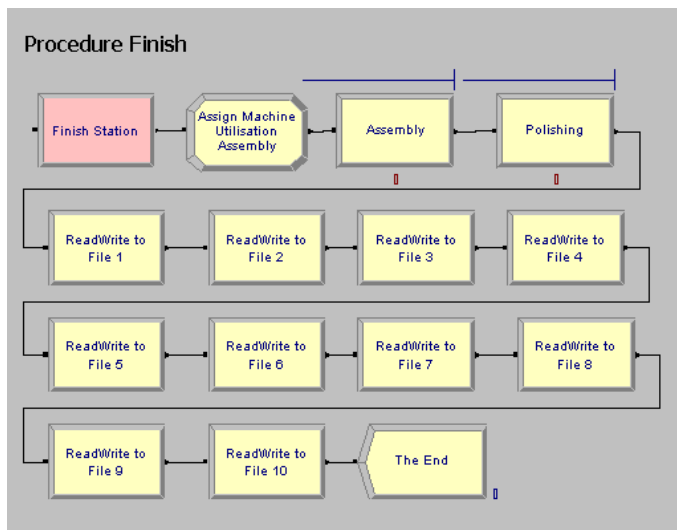 Procedure Finish
Finish Station
Assign Machine
Utilisation
Assembly
Assembly
Polishing
ReadWrite to
File 1
ReadWrite to
File 2
ReadWrite to
File 3
ReadWrite to
File 4
ReadWrite to
File 5
ReadWrite to
File 6
ReadWrite to
File 7
ReadWrite to
File 8
ReadWrite to
File 9
ReadWrite to
File 10
The End